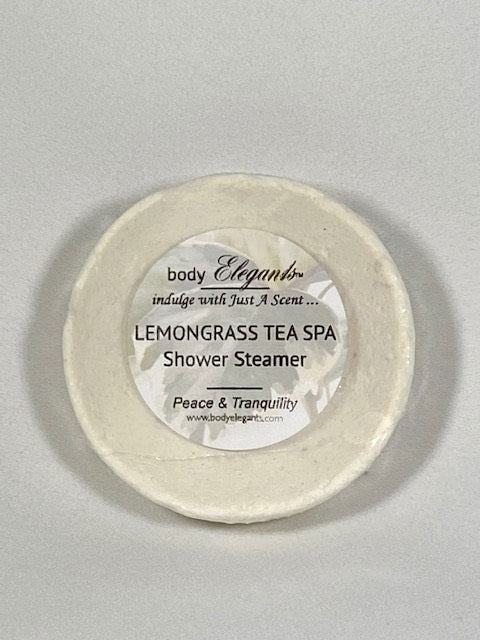 body Elegants™
indulge with Just A Scent ...
LEMONGRASS TEA SPA
Shower Steamer
Peace & Tranquility
www.bodyelegants.com